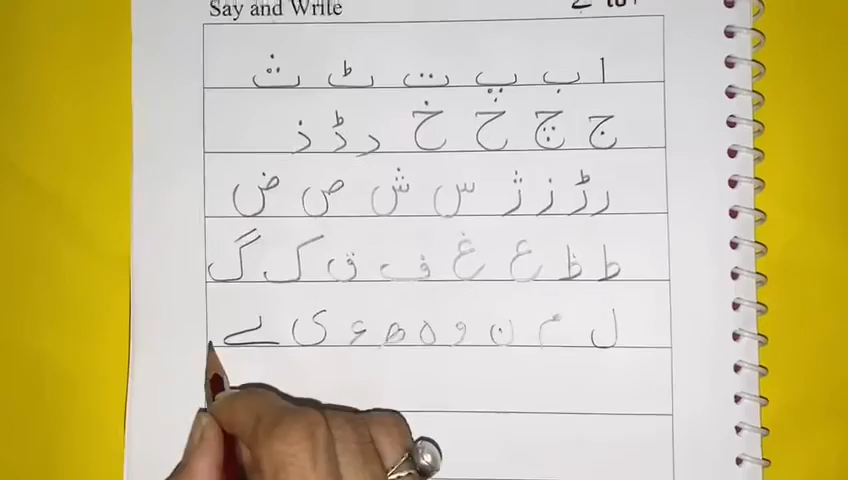 Say and Write
ا ب پ ت ٹ ث
ج چ ح خ د ڈ ذ
ر ڑ ز ژ س ش ص ض
ط ظ ع غ ف ق ک گ
ل م ن و ہ ھ ء ی ے